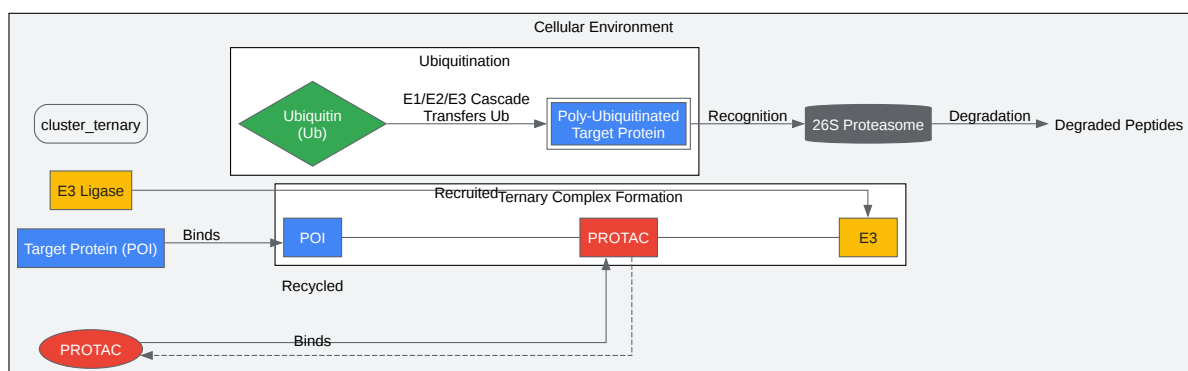 Cellular Environment
Ubiquitination
cluster_ternary
Ubiquitin
(Ub)
E1/E2/E3 Cascade
Transfers Ub
Poly-Ubiquitinated
Target Protein
Recognition
26S Proteasome
Degradation
Degraded Peptides
E3 Ligase
Recruited
Ternary Complex Formation
Target Protein (POI)
Binds
POI
PROTAC
E3
Recycled
PROTAC
Binds